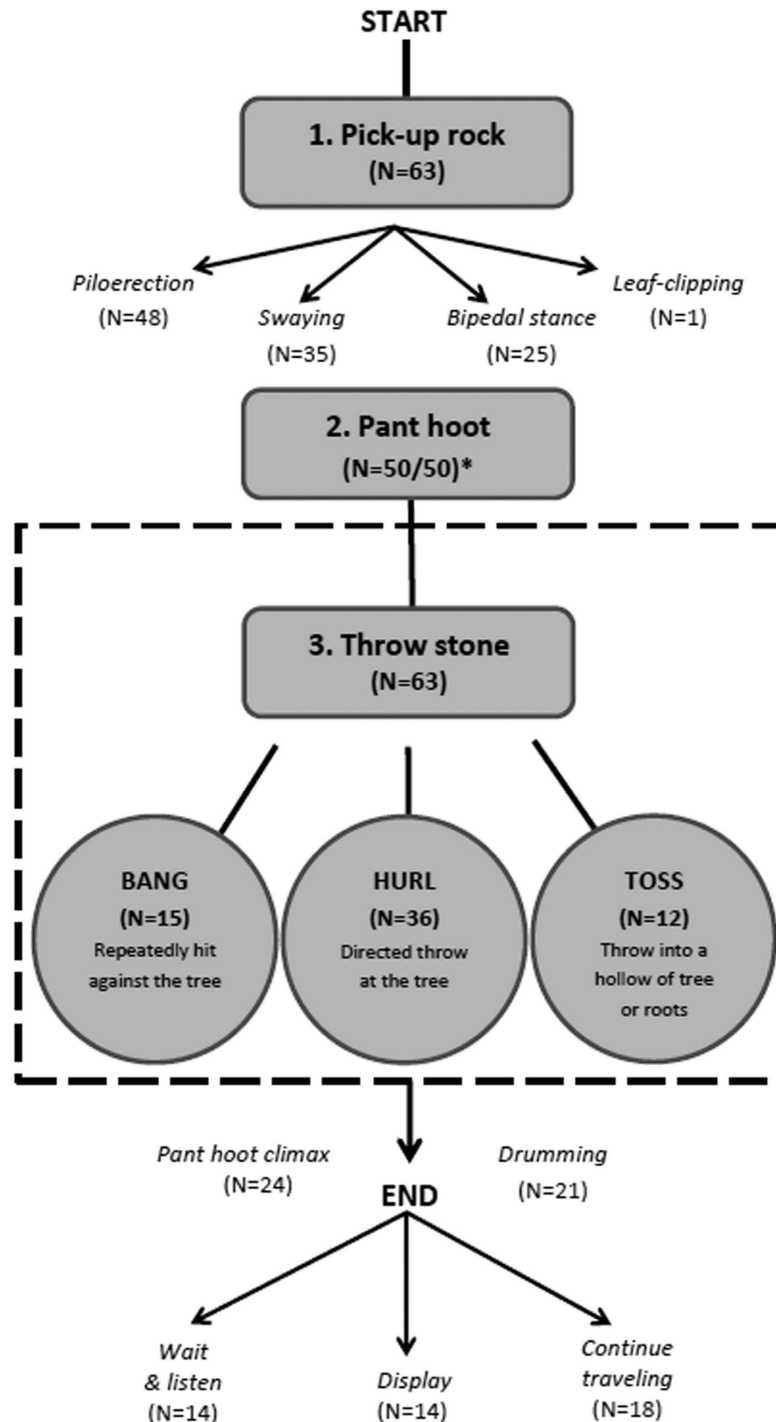 START
1. Pick-up rock
(N=63)
Piloerection
(N=48)
Swaying
(N=35)
Bipedal stance
(N=25)
Leaf-clipping
(N=1)
2. Pant hoot
(N=50/50)*
3. Throw stone
(N=63)
BANG
(N=15)
Repeatedly hit
against the tree
HURL
(N=36)
Directed throw
at the tree
TOSS
(N=12)
Throw into a
hollow of tree
or roots
Pant hoot climax
(N=24)
Drumming
(N=21)
END
Wait
& listen
(N=14)
Display
(N=14)
Continue
traveling
(N=18)